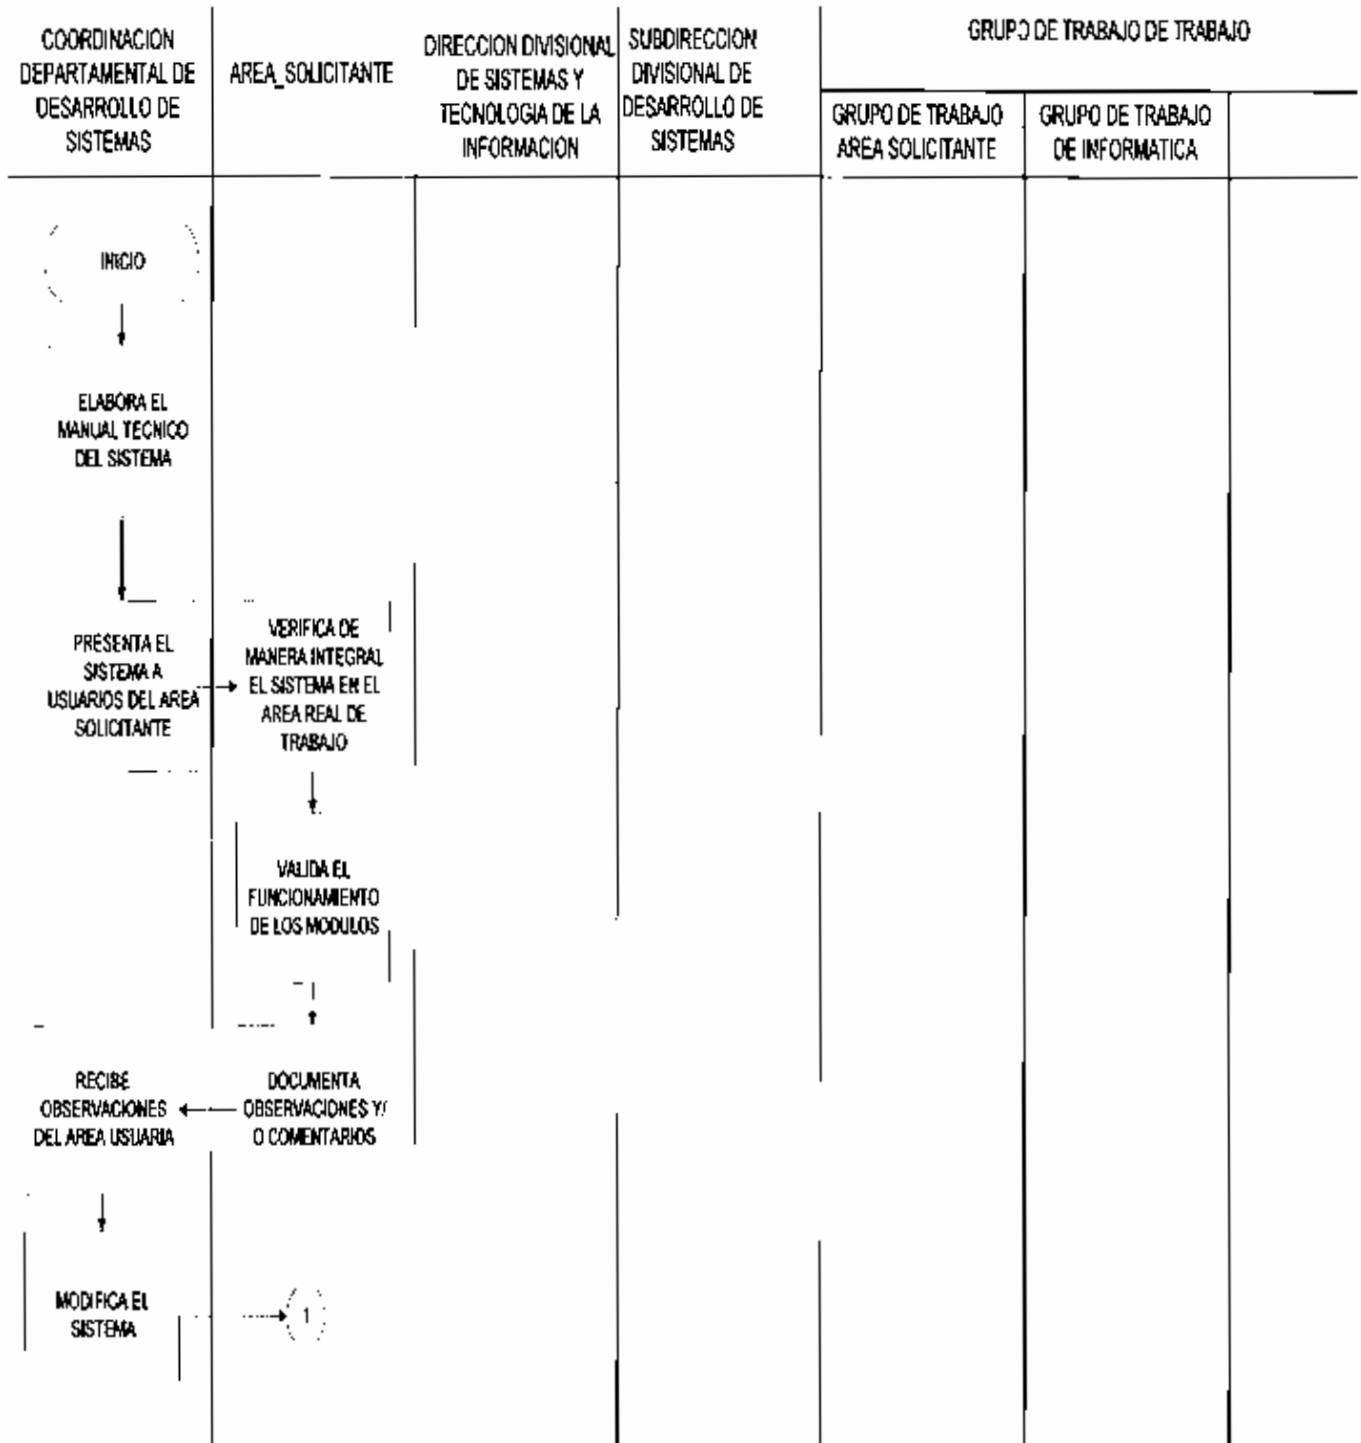 COORDINACION
DEPARTAMENTAL DE
DESARROLLO DE
SISTEMAS
AREA_SOLICITANTE
DIRECCION DIVISIONAL
DE SISTEMAS Y
TECNOLOGIA DE LA
INFORMACION
SUBDIRECCION
DIVISIONAL DE
DESARROLLO DE
SISTEMAS
GRUPO DE TRABAJO DE TRABAJO
GRUPO DE TRABAJO
AREA SOLICITANTE
GRUPO DE TRABAJO
DE INFORMATICA
INICIO
ELABORA EL
MANUAL TECNICO
DEL SISTEMA
PRESENTA EL
SISTEMA A
USUARIOS DEL AREA
SOLICITANTE
VERIFICA DE
MANERA INTEGRAL
EL SISTEMA EN EL
AREA REAL DE
TRABAJO
VALIDA EL
FUNCIONAMIENTO
DE LOS MODULOS
RECIBE
OBSERVACIONES
DEL AREA USUARIA
DOCUMENTA
OBSERVACIONES Y/
O COMENTARIOS
MODIFICA EL
SISTEMA
1